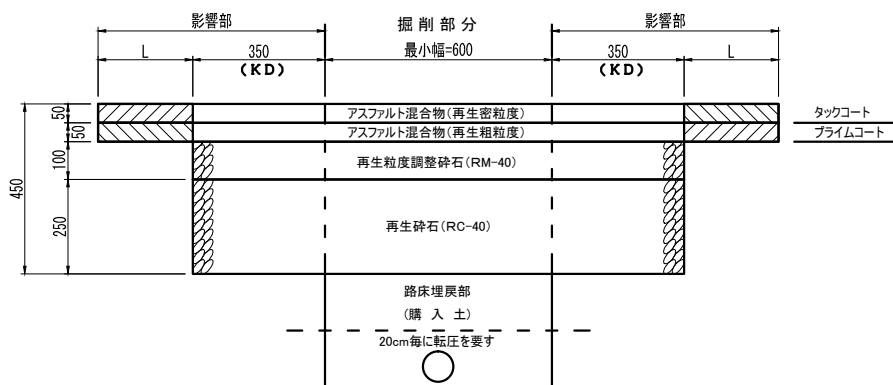 影響部
掘削部分
影響部
L
350
最小幅=600
350
L
(KD)
(KD)
50
アスファルト混合物(再生密粒度)
タックコート
50
アスファルト混合物(再生粗粒度)
プライムコート
100
再生粒度調整砕石(RM-40)
450
250
再生砕石(RC-40)
路床埋戻部
(購 入 土)
20cm毎に転圧を要す